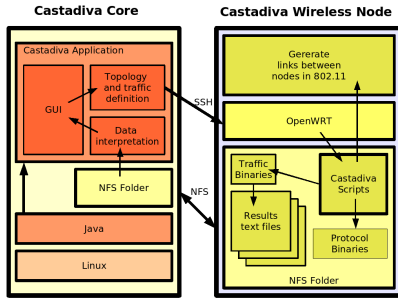 Castadiva Core
Castadiva Wireless Node
Castadiva Application
GUI
Topology
and traffic
definition
Data
interpretation
NFS Folder
Java
Linux
SSH
NFS
Gererate
links between
nodes in 802.11
OpenWRT
Traffic
Binaries
Castadiva
Scripts
Results
text files
Protocol
Binaries
NFS Folder